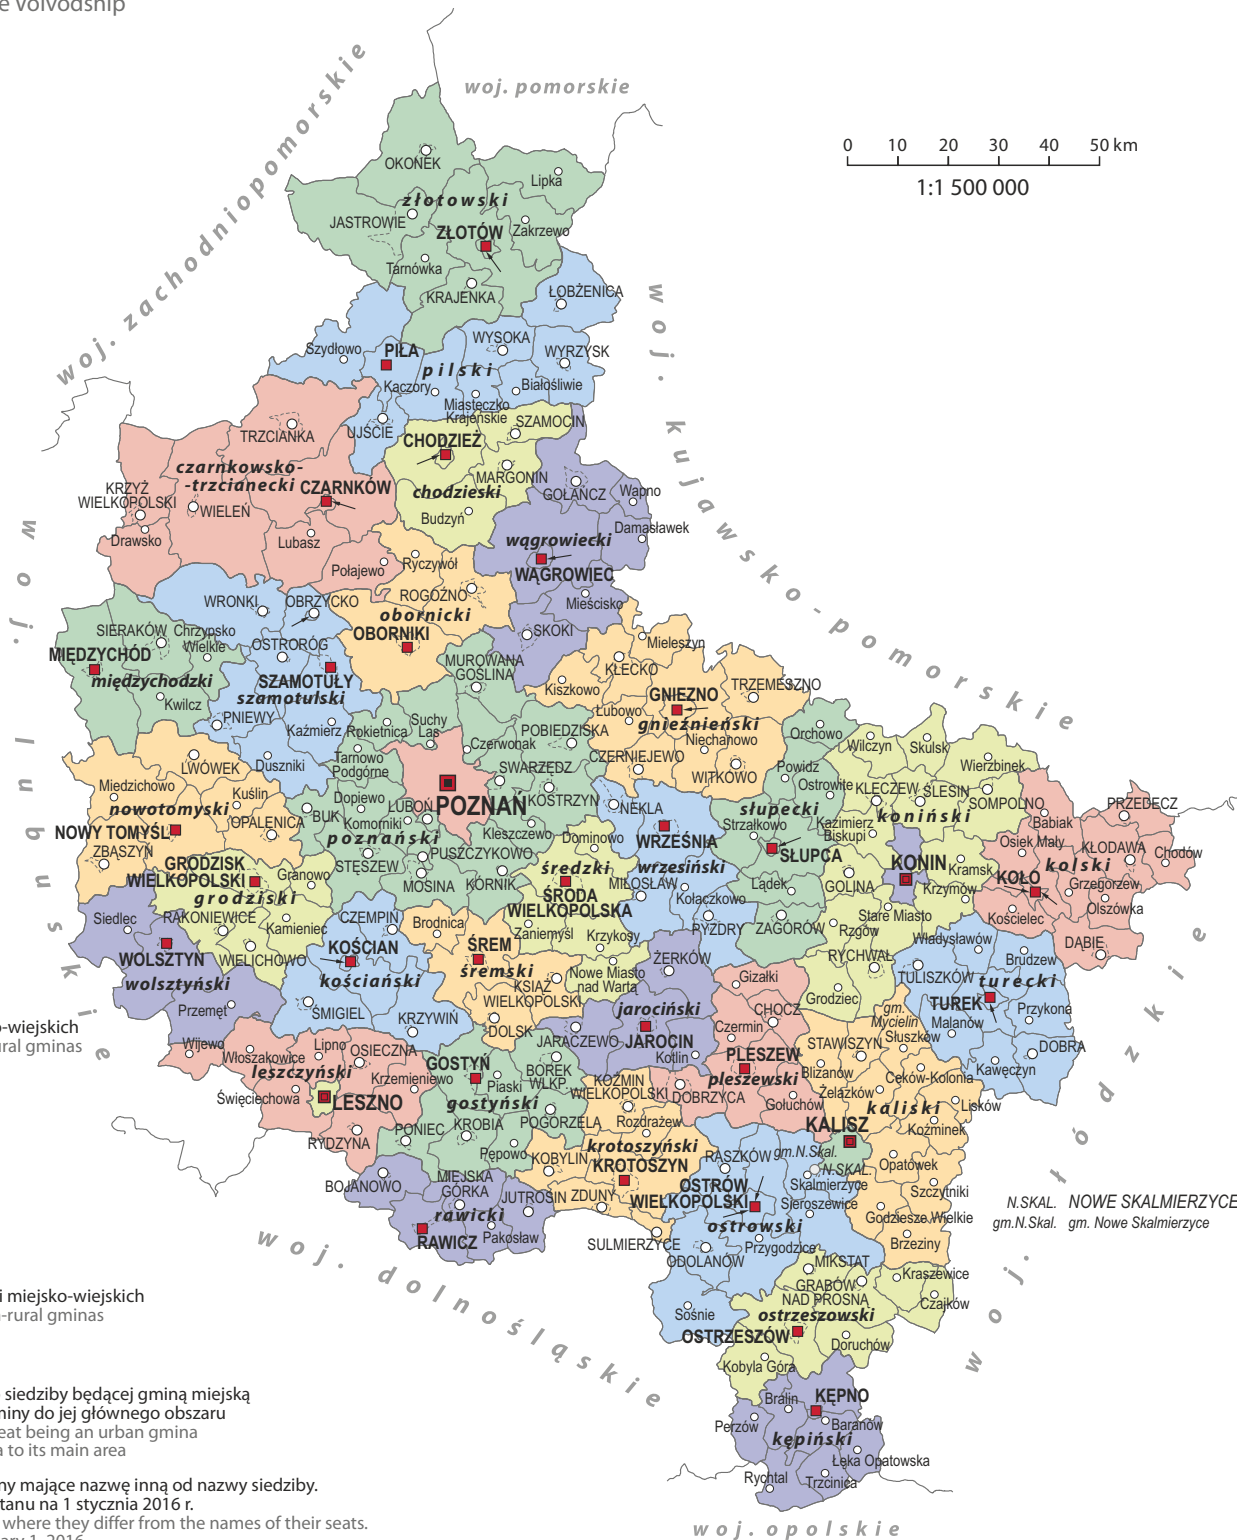 e Voivodship
woj. zachodniopomorskie
woj. pomorskie
0 10 20 30 40 50 km
1:1 500 000
OKONEK
Lipka
złotowski
JASTROWIE
ZŁOTÓW
Zakrzewo
Tarnówka
KRAJENKA
ŁOBŻENICA
woj. kujawsko-pomorskie
Szydłowo
PIŁA
WYSOKA
WYRZYSK
pilski
Kaczory
Białośliwie
Miasteczko
Krajeńskie
SZAMOCIN
TRZCIANKA
UJŚCIE
CHODZIEŻ
czarnkowsko-
-trzcianecki
CZARNKÓW
MARGONIN
chodzieski
GOŁAŃCZ
Wapno
KRZYŻ
WIELKOPOLSKI
WIELEŃ
Budzyń
Damasławek
Drawsko
Lubasz
wągrowiecki
Połajewo
Ryczywół
WĄGROWIEC
WRONKI
OBRZYCKO
ROGOŹNO
Mieścisko
obornicki
SIERAKÓW
Chrzypsko
Wielkie
OSTRORÓG
OBORNIKI
SKOKI
Mieleszyn
MIĘDZYCHÓD
międzychodzki
SZAMOTUŁY
szamotulski
MUROWANA
GOŚLINA
KŁECKO
Kiszkowo
GNIEZNO
TRZEMESZNO
Kwilcz
PNIEWY
Kaźmierz
Rokietnica
Suchy
Las
Łubowo
gnieźnieński
Orchowo
POBIEDZISKA
Czerwonak
Niechanowo
Wilczyn
Skulsk
LWÓWEK
Duszniki
Tarnowo
Podgórne
CZERNIEJEWO
WITKOWO
Powidz
Wierzbinek
Miedzichowo
Kuślin
SWARZĘDZ
Ostrowite
KLECZEW
ŚLESIN
nowotomyski
Dopiewo
LUBOŃ
POZNAŃ
KOSTRZYN
NEKLA
słupecki
SOMPOLNO
PRZEDECZ
OPALENICA
BUK
Komorniki
koniński
Babiak
NOWY TOMYŚL
poznański
Kleszczewo
Dominowo
WRZEŚNIA
Strzałkowo
Kazimierz
Biskupi
Osiek Mały
KŁODAWA
ZBĄSZYŃ
GRODZISK
WIELKOPOLSKI
STĘSZEW
PUSZCZYKOWO
średzki
wrzesiński
SŁUPCA
KONIN
Kramsk
kolski
Chodów
Granowo
MOSINA
KÓRNIK
ŚRODA
WIELKOPOLSKA
MIŁOSŁAW
Lądek
GOLINA
Krzymów
KOŁO
Grzegorzew
grodziski
Kołaczkowo
Siedlec
RAKONIEWICE
Kamieniec
CZEMPIŃ
Brodnica
Zaniemyśl
Krzykosy
PYZDRY
ZAGORÓW
Stare Miasto
Rzgów
Kościelec
Olszówka
WOLSZTYN
WIELICHOWO
KOŚCIAN
ŚREM
Władysławów
DĄBIE
wolsztyński
kościański
śremski
Nowe Miasto
nad Wartą
ŻERKÓW
RYCHWAŁ
Brudzew
KSIĄŻ
WIELKOPOLSKI
Gizałki
TULISZKÓW
turecki
Przemęt
ŚMIGIEL
KRZYWIŃ
DOLSK
jarociński
CHOCZ
Grodziec
TUREK
Przykona
gm.
Mycielin
Malanów
woj. lubuskie
o-wiejskich
ural gminas
Wijewo
Włoszakowice
Lipno
OSIECZNA
JARACZEWO
JAROCIN
Czermin
STAWISZYN
Słuszków
DOBRA
leszczyński
GOSTYŃ
BOREK
WLKP.
Kotlin
PLESZEW
Blizanów
Kawęczyn
Krzemieniewo
Piaski
pleszewski
Ceków-Kolonia
Święciechowa
LESZNO
gostyński
KOŹMIN
WIELKOPOLSKI
DOBRZYCA
Gołuchów
Żelazków
kaliski
Lisków
RYDZYNA
PONIEC
KROBIA
POGORZELA
Rozdrażew
KALISZ
Koźminek
Pępowo
krotoszyński
RASZKÓW
gm.N.Skal.
Opatówek
KOBYLIN
KROTOSZYN
OSTRÓW
WIELKOPOLSKI
N.SKAL.
Skalmierzyce
BOJANOWO
MIEJSKA
GÓRKA
JUTROSIN
ZDUNY
Szczytniki
Sieroszewice
rawicki
Pakosław
ostrowski
Godziesze Wielkie
RAWICZ
SULMIERZYCE
Przygodzice
Brzeziny
ODOLANÓW
woj. łódzkie
N.SKAL. NOWE SKALMIERZYCE
gm.N.Skal. gm. Nowe Skalmierzyce
woj. dolnośląskie
MIKSTAT
Kraszewice
GRABÓW
NAD PROSNĄ
Czajków
Sośnie
ostrzeszowski
OSTRZESZÓW
Doruchów
Kobyla Góra
i miejsko-wiejskich
-rural gminas
Bralin
KĘPNO
Perzów
Baranów
kępiński
Łęka Opatowska
Rychtal
Trzcinica
siedziby będącej gminą miejską
miny do jej głównego obszaru
eat being an urban gmina
a to its main area
ny mające nazwę inną od nazwy siedziby.
tanu na 1 stycznia 2016 r.
where they differ from the names of their seats.
ary 1, 2016
woj. opolskie